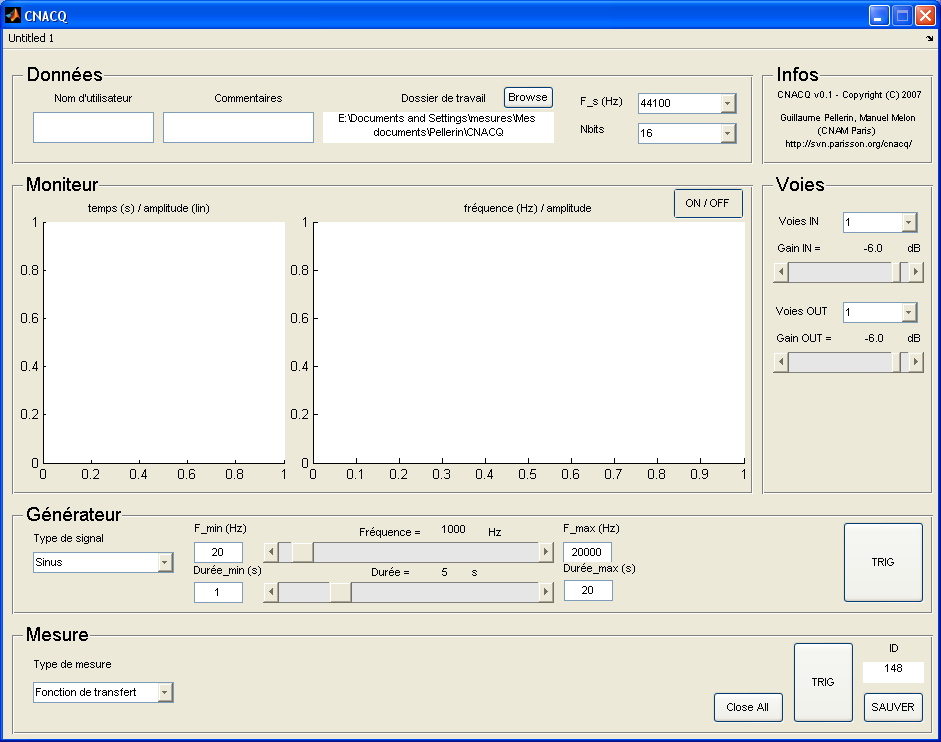 CNACQ
Untitled 1
Données
Nom d'utilisateur
Commentaires
Dossier de travail
Browse
E:\Documents and Settings\mesures\Mes
documents\Pellerin\CNACQ
F_s (Hz)
44100
Nbits
16
Infos
CNACQ v0.1 - Copyright (C) 2007
Guillaume Pellerin, Manuel Melon
(CNAM Paris)
http://svn.parisson.org/cnacq/
Moniteur
temps (s) / amplitude (lin)
fréquence (Hz) / amplitude
ON / OFF
1
0.8
0.6
0.4
0.2
0
0 0.2 0.4 0.6 0.8 1
1
0.8
0.6
0.4
0.2
0
0 0.1 0.2 0.3 0.4 0.5 0.6 0.7 0.8 0.9 1
Voies
Voies IN
1
Gain IN = -6.0 dB
Voies OUT
1
Gain OUT = -6.0 dB
Générateur
Type de signal
Sinus
F_min (Hz)
20
Fréquence = 1000 Hz
F_max (Hz)
20000
Durée_min (s)
1
Durée = 5 s
Durée_max (s)
20
TRIG
Mesure
Type de mesure
Fonction de transfert
Close All
TRIG
ID
148
SAUVER